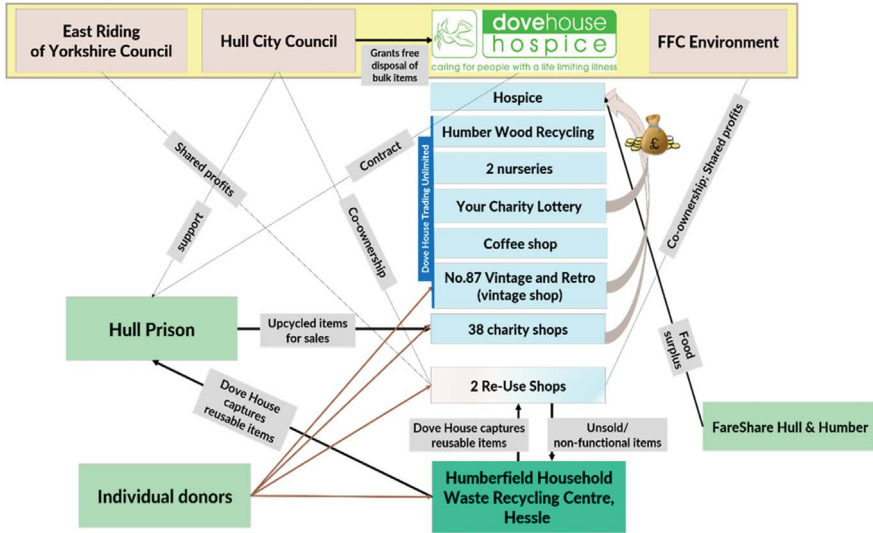 East Riding
of Yorkshire Council
Hull City Council
Grants free
disposal of
bulk items
dovehouse
hospice
caring for people with a life limiting illness
FFC Environment
Hospice
Humber Wood Recycling
2 nurseries
Your Charity Lottery
Coffee shop
No.87 Vintage and Retro
(vintage shop)
38 charity shops
Dove House Trading Unlimited
£
Shared profits
Contract
support
Co-ownership
Co-ownership; Shared profits
Hull Prison
Upcycled items
for sales
Food
surplus
2 Re-Use Shops
Dove House
captures
reusable items
Dove House captures
reusable items
Unsold/
non-functional items
FareShare Hull & Humber
Individual donors
Humberfield Household
Waste Recycling Centre,
Hessle